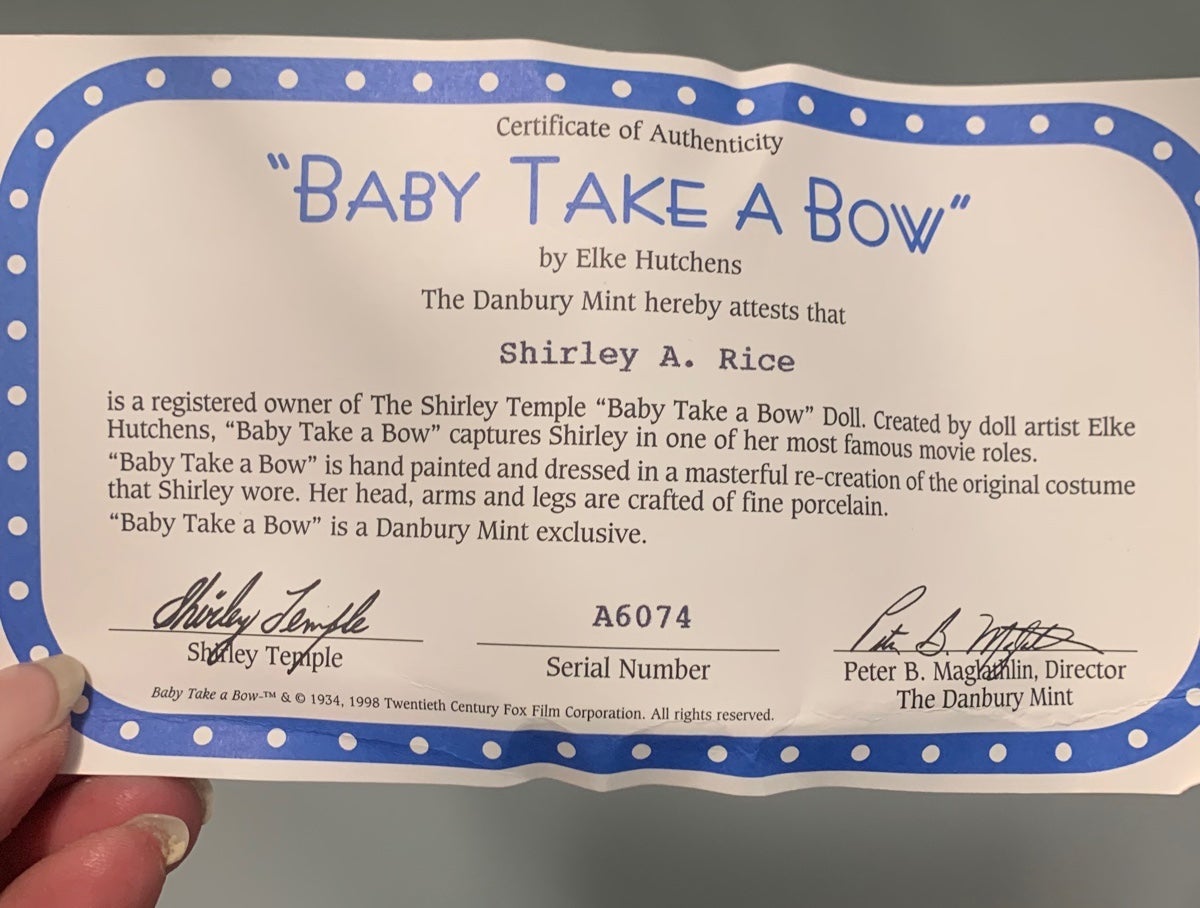 Certificate of Authenticity
"BABY TAKE A BOW"
by Elke Hutchens
The Danbury Mint hereby attests that
Shirley A. Rice
is a registered owner of The Shirley Temple “Baby Take a Bow” Doll. Created by doll artist Elke
Hutchens, “Baby Take a Bow” captures Shirley in one of her most famous movie roles.
“Baby Take a Bow” is hand painted and dressed in a masterful re-creation of the original costume
that Shirley wore. Her head, arms and legs are crafted of fine porcelain.
“Baby Take a Bow” is a Danbury Mint exclusive.
Shirley Temple
A6074
Peter B. Maglathlin
Shirley Temple
Serial Number
Peter B. Maglathlin, Director
The Danbury Mint
Baby Take a Bow-™ & © 1934, 1998 Twentieth Century Fox Film Corporation. All rights reserved.